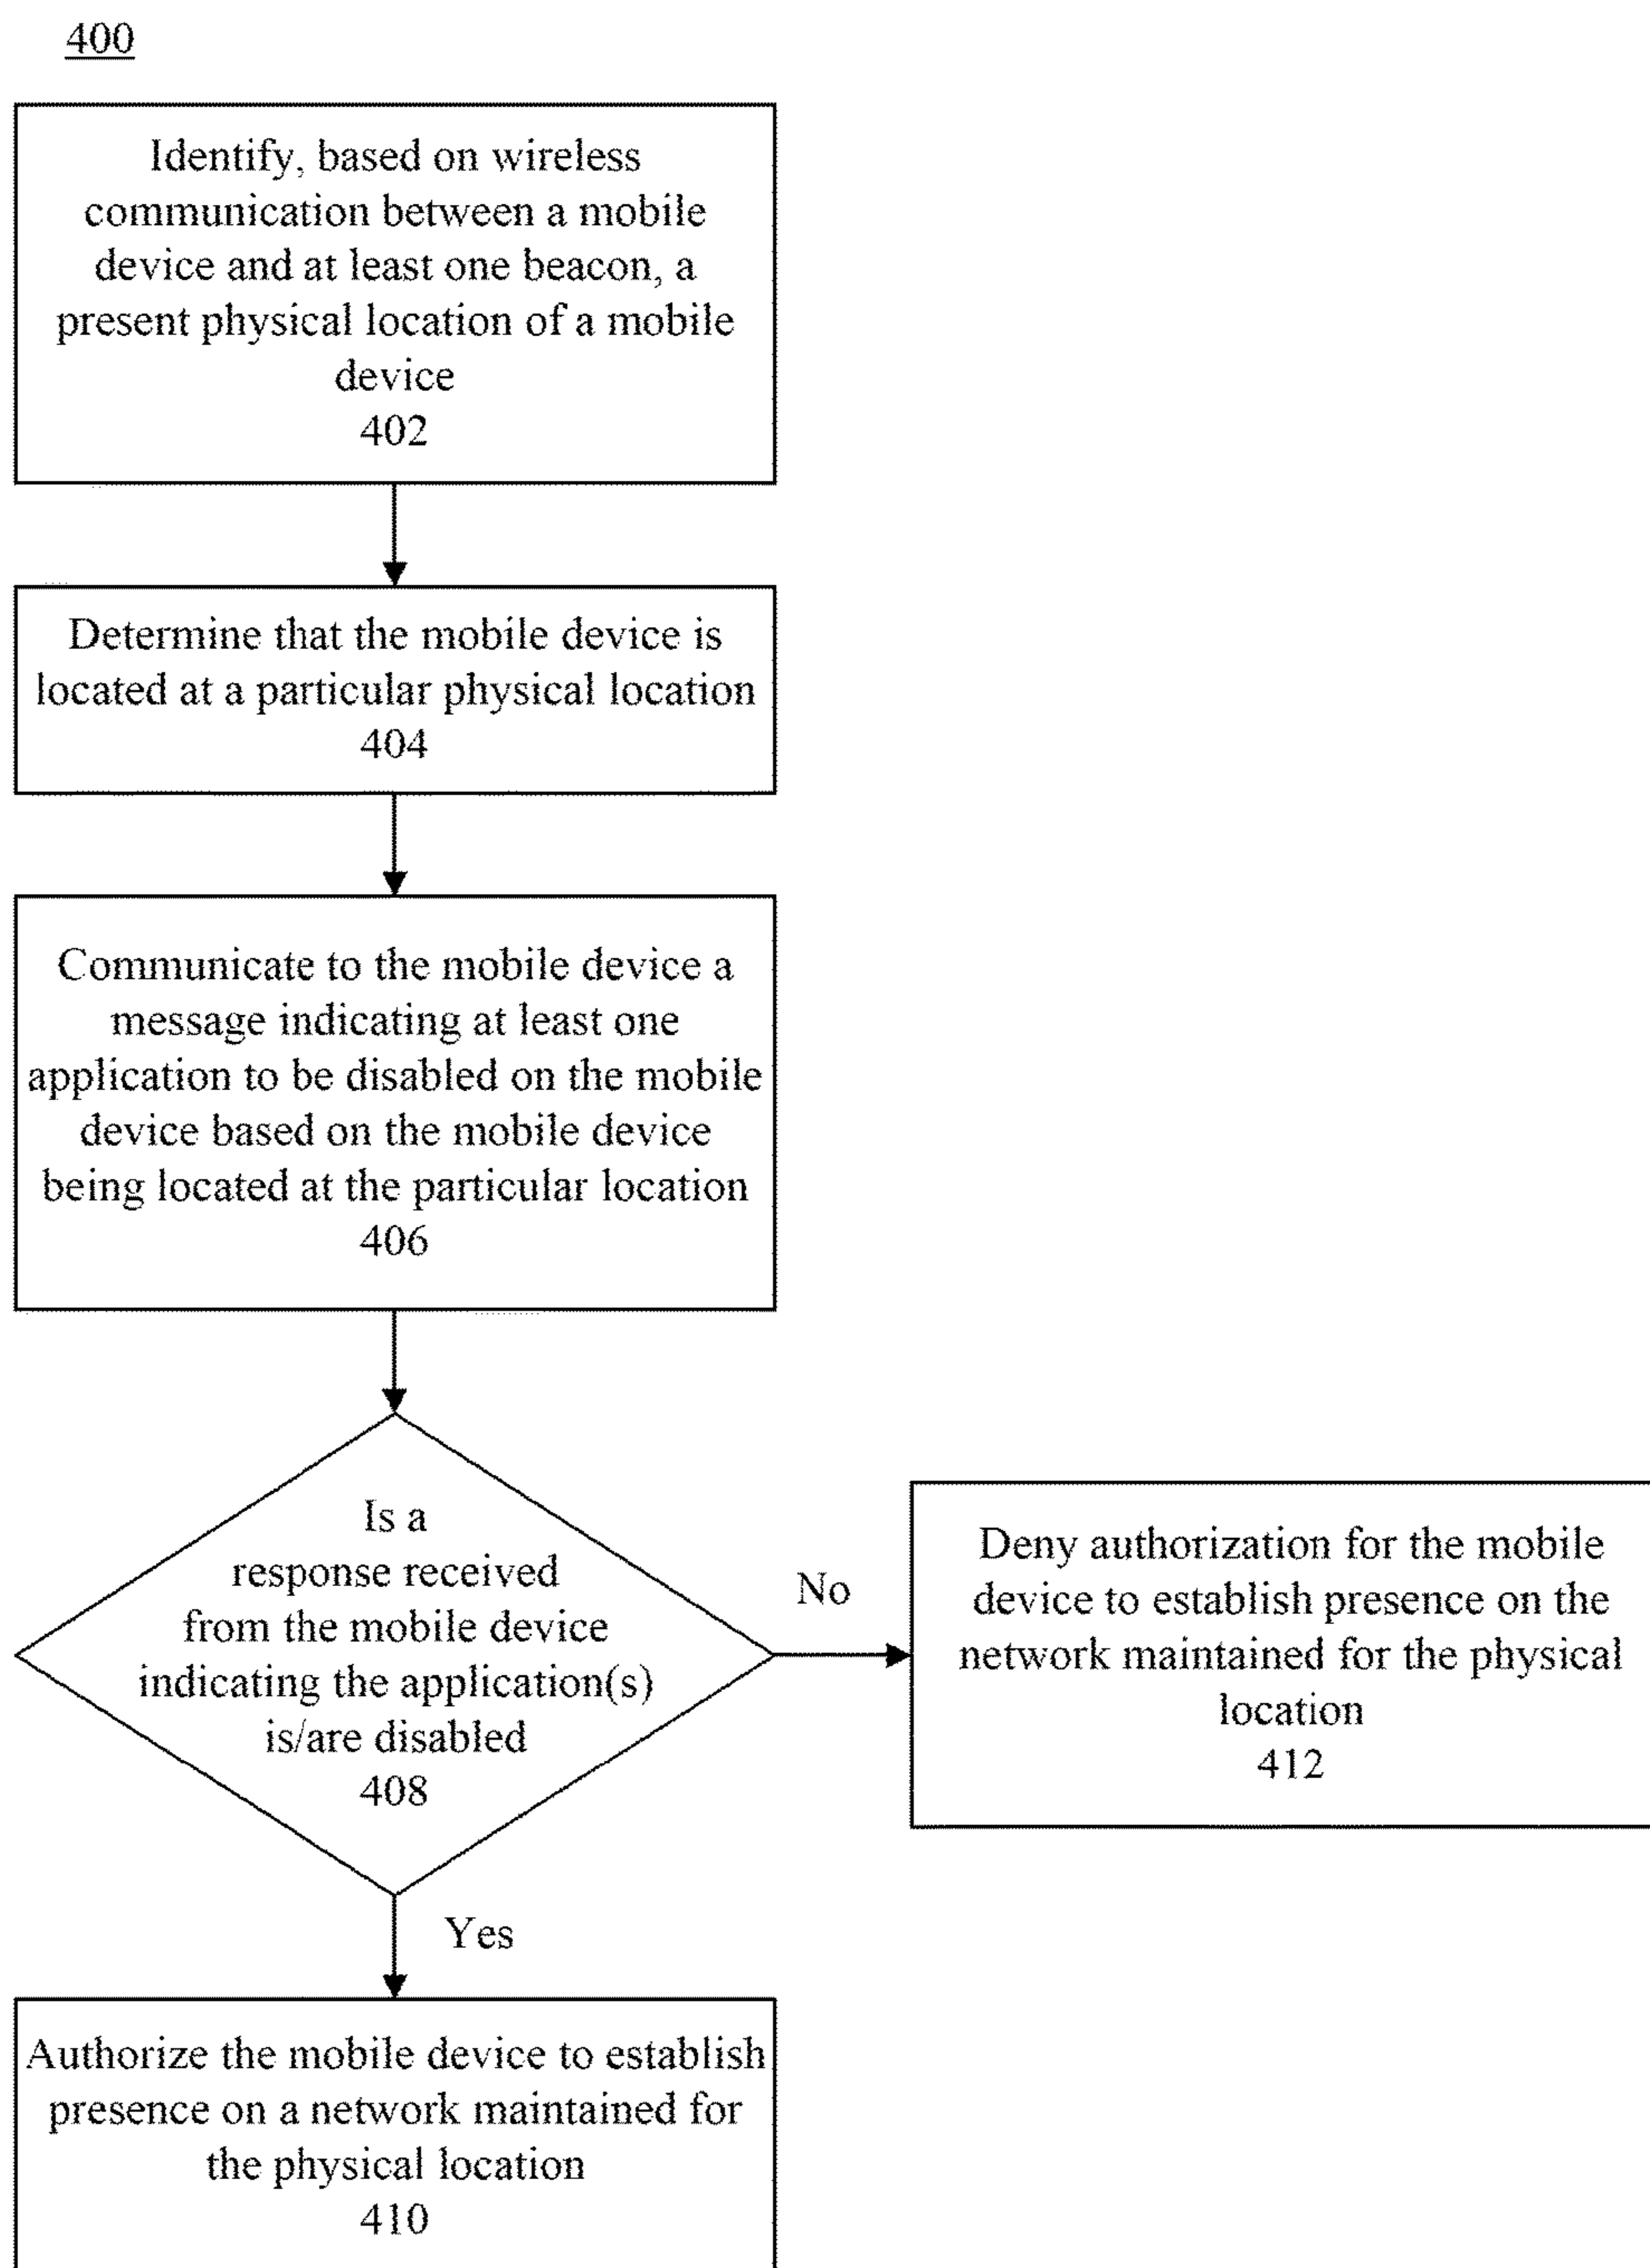 400
Identify, based on wireless
communication between a mobile
device and at least one beacon, a
present physical location of a mobile
device
402
Determine that the mobile device is
located at a particular physical location
404
Communicate to the mobile device a
message indicating at least one
application to be disabled on the mobile
device based on the mobile device
being located at the particular location
406
Is a
response received
from the mobile device
indicating the application(s)
is/are disabled
408
No
Deny authorization for the mobile
device to establish presence on the
network maintained for the physical
location
412
Yes
Authorize the mobile device to establish
presence on a network maintained for
the physical location
410